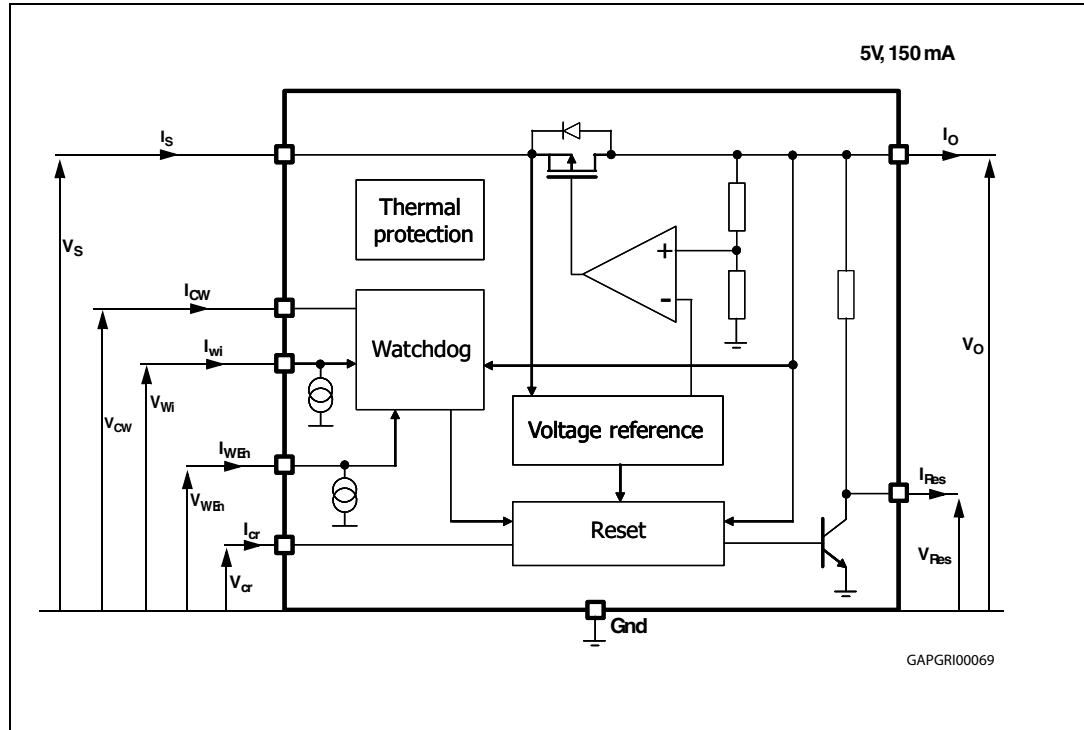 5V, 150 mA
IS
IO
Thermal
protection
VS
+
-
ICW
Watchdog
Iwi
VO
VWi
VCW
Voltage reference
IWEn
VWEn
IRes
Icr
Reset
VRes
Vcr
Gnd
GAPGRI00069